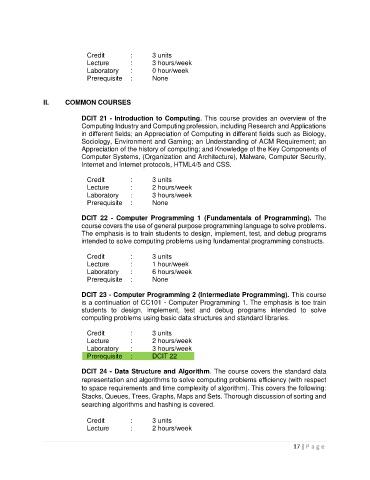 Credit : 3 units
Lecture : 3 hours/week
Laboratory : 0 hour/week
Prerequisite : None
II. COMMON COURSES
DCIT 21 - Introduction to Computing. This course provides an overview of the
Computing Industry and Computing profession, including Research and Applications
in different fields; an Appreciation of Computing in different fields such as Biology,
Sociology, Environment and Gaming; an Understanding of ACM Requirement; an
Appreciation of the history of computing; and Knowledge of the Key Components of
Computer Systems, (Organization and Architecture), Malware, Computer Security,
Internet and Internet protocols, HTML4/5 and CSS.
Credit : 3 units
Lecture : 2 hours/week
Laboratory : 3 hours/week
Prerequisite : None
DCIT 22 - Computer Programming 1 (Fundamentals of Programming). The
course covers the use of general purpose programming language to solve problems.
The emphasis is to train students to design, implement, test, and debug programs
intended to solve computing problems using fundamental programming constructs.
Credit : 3 units
Lecture : 1 hour/week
Laboratory : 6 hours/week
Prerequisite : None
DCIT 23 - Computer Programming 2 (Intermediate Programming). This course
is a continuation of CC101 - Computer Programming 1. The emphasis is toe train
students to design, implement, test and debug programs intended to solve
computing problems using basic data structures and standard libraries.
Credit : 3 units
Lecture : 2 hours/week
Laboratory : 3 hours/week
Prerequisite : DCIT 22
DCIT 24 - Data Structure and Algorithm. The course covers the standard data
representation and algorithms to solve computing problems efficiency (with respect
to space requirements and time complexity of algorithm). This covers the following:
Stacks, Queues, Trees, Graphs, Maps and Sets. Thorough discussion of sorting and
searching algorithms and hashing is covered.
Credit : 3 units
Lecture : 2 hours/week
17 | P a g e